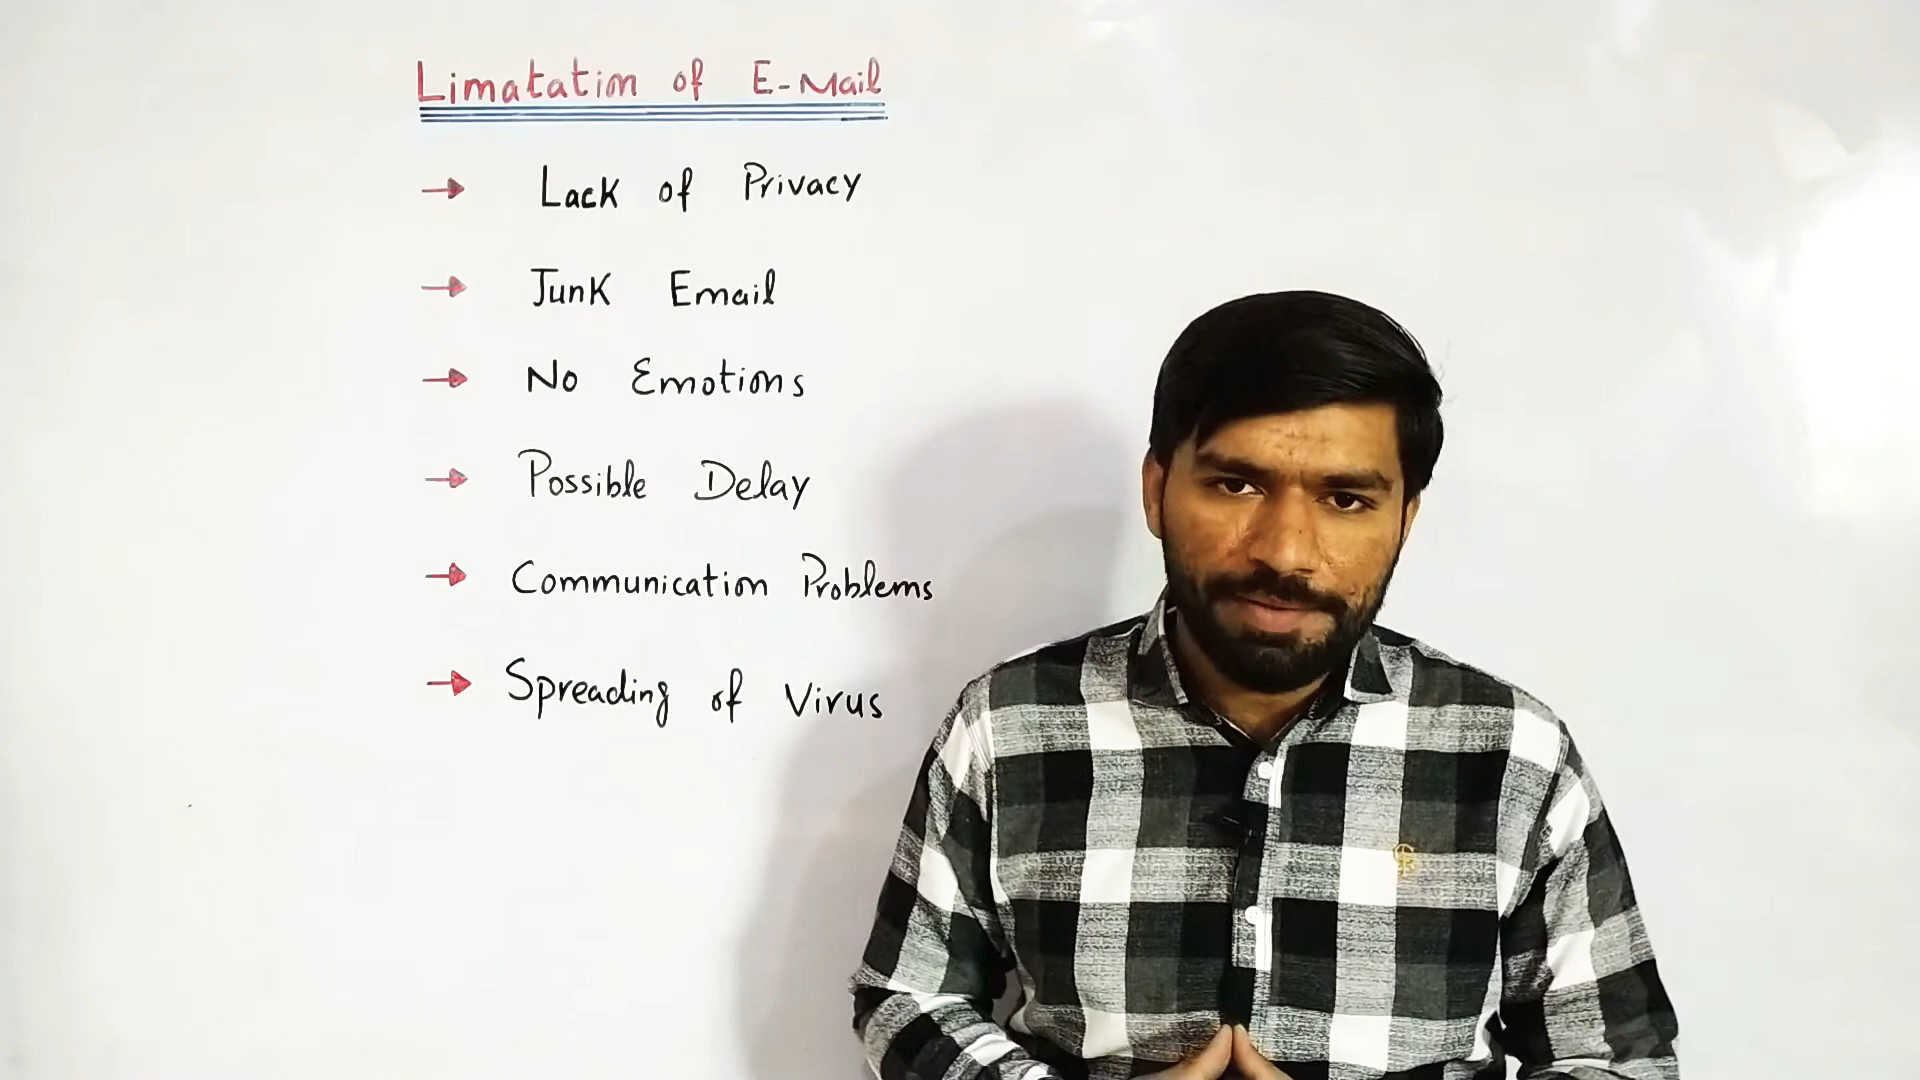 Limatation of E-Mail
→ Lack of Privacy
→ Junk Email
→ No Emotions
→ Possible Delay
→ Communication Problems
→ Spreading of Virus